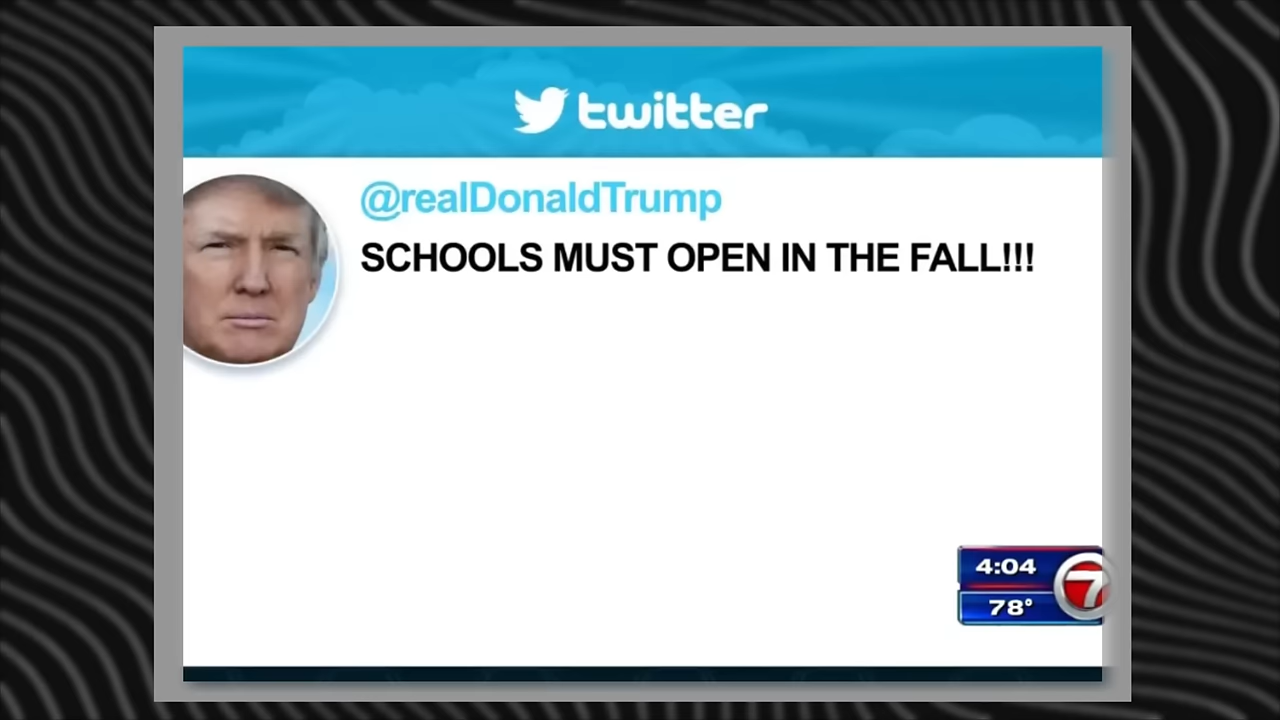 twitter
@realDonaldTrump
SCHOOLS MUST OPEN IN THE FALL!!!
4:04
7
78°